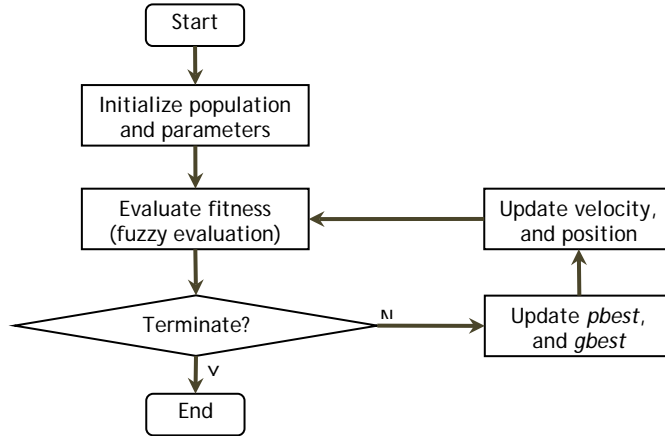 Start
Initialize population
and parameters
Evaluate fitness
(fuzzy evaluation)
Update velocity,
and position
Terminate?
N
Update pbest,
and gbest
Y
End